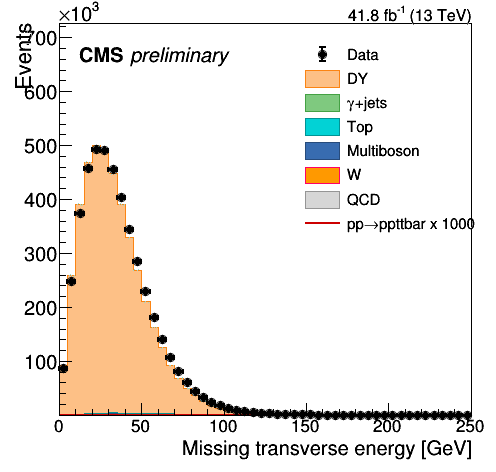 ×10³
41.8 fb⁻¹ (13 TeV)
Events
CMS preliminary
Data
DY
γ+jets
Top
Multiboson
W
QCD
pp→ppttbar x 1000
700
600
500
400
300
200
100
0 50 100 150 200 250
Missing transverse energy [GeV]